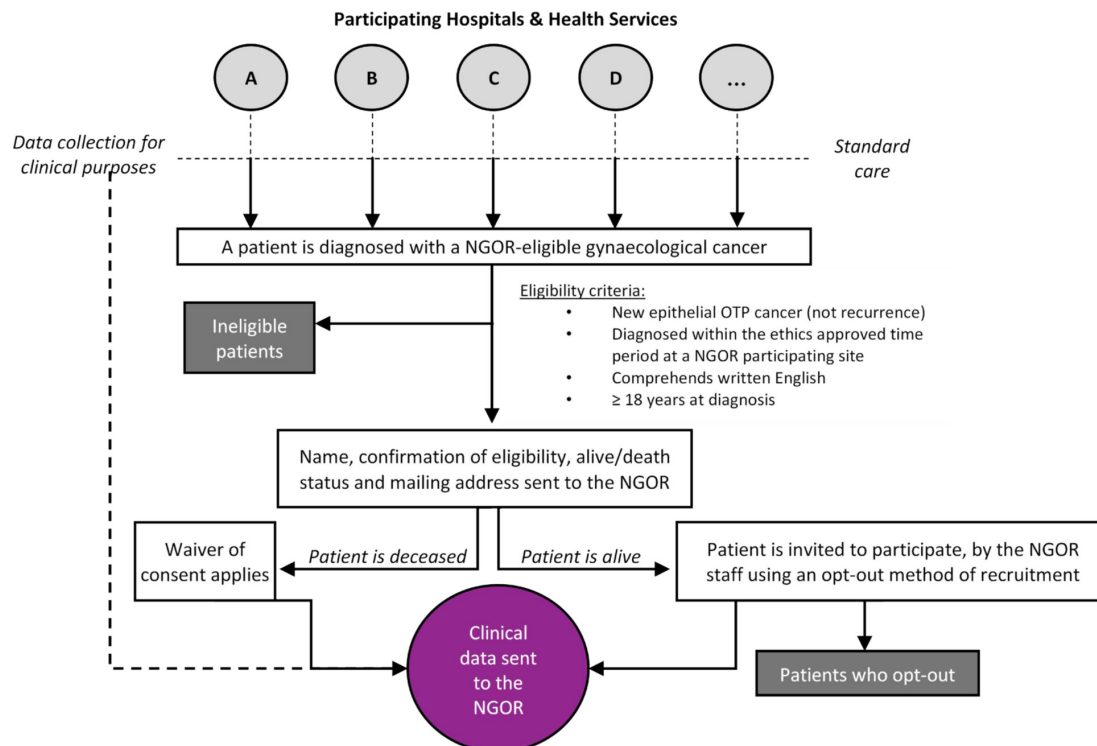 Participating Hospitals & Health Services
A
B
C
D
...
Data collection for
clinical purposes
Standard
care
A patient is diagnosed with a NGOR-eligible gynaecological cancer
Eligibility criteria:
• New epithelial OTP cancer (not recurrence)
• Diagnosed within the ethics approved time
period at a NGOR participating site
• Comprehends written English
• ≥ 18 years at diagnosis
Ineligible
patients
Name, confirmation of eligibility, alive/death
status and mailing address sent to the NGOR
Waiver of
consent applies
Patient is deceased
Patient is alive
Patient is invited to participate, by the NGOR
staff using an opt-out method of recruitment
Clinical
data sent
to the
NGOR
Patients who opt-out